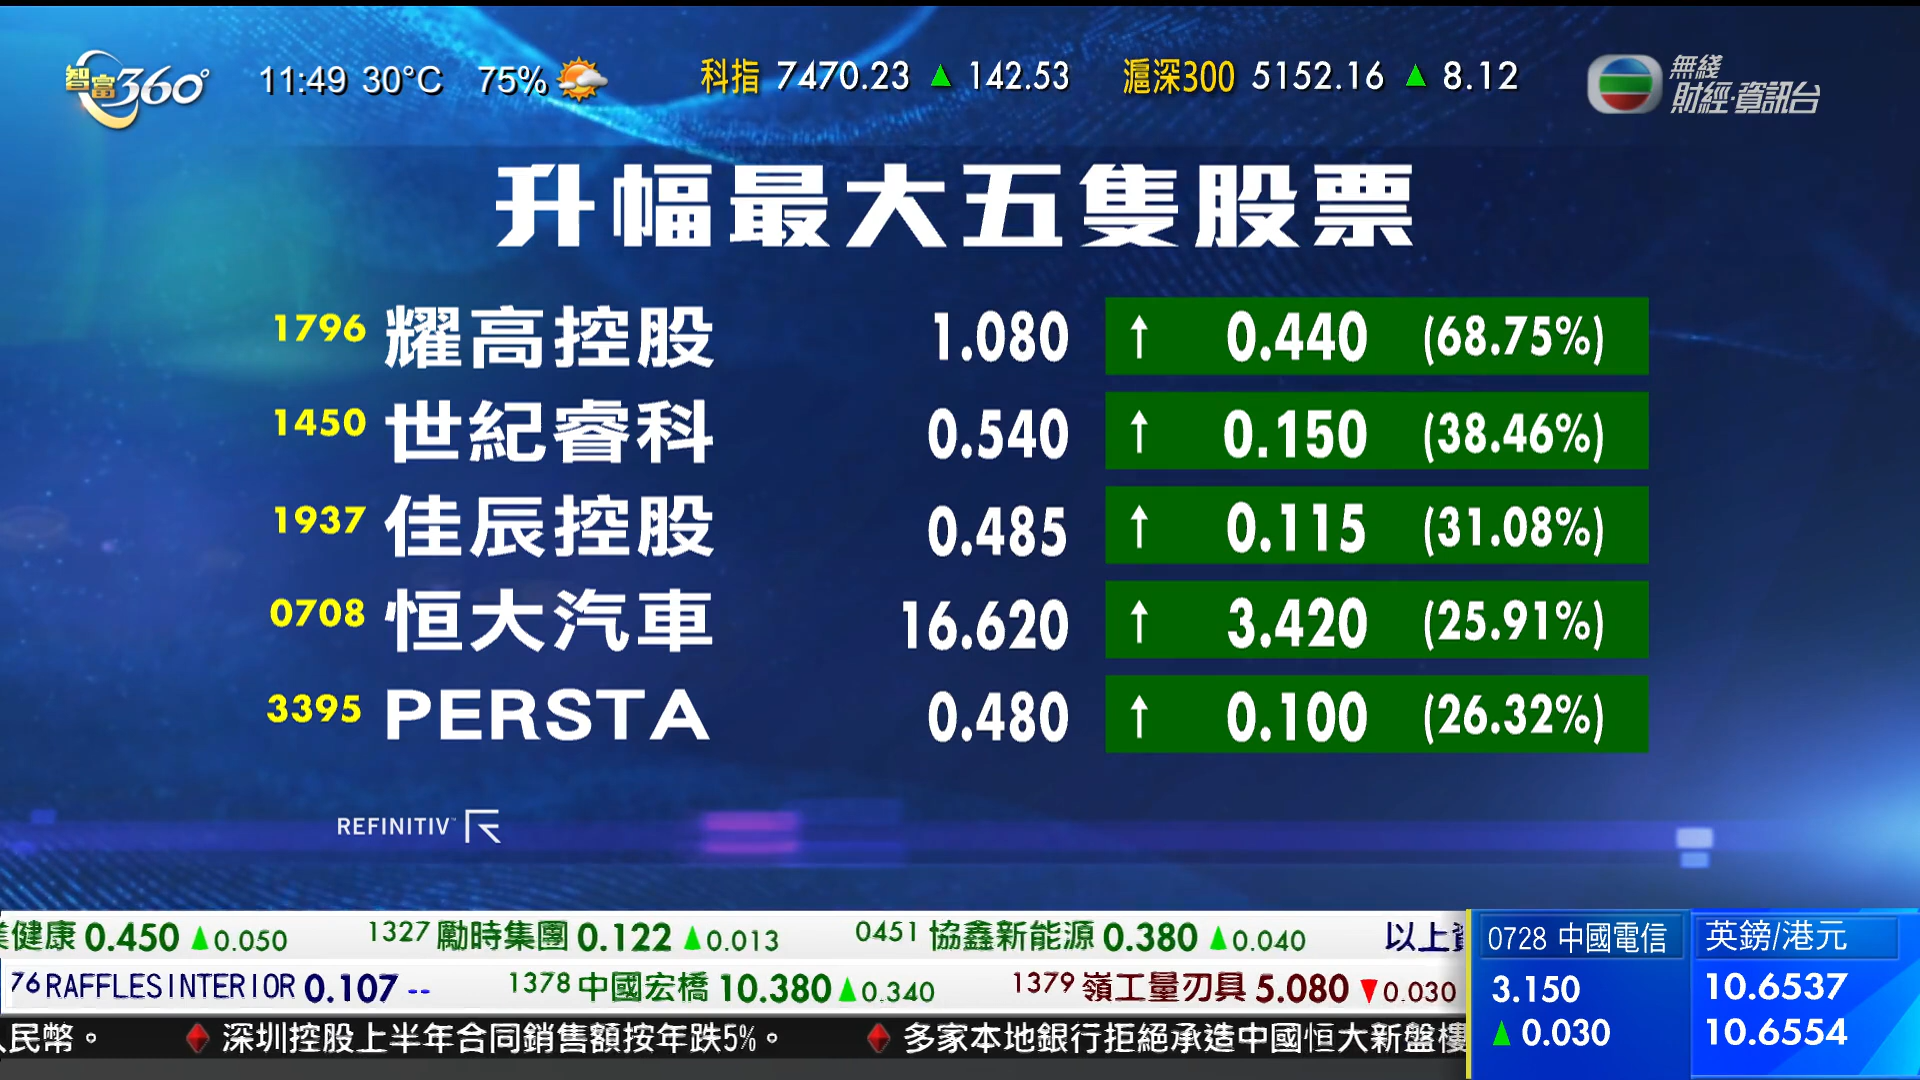 智富360°
11:49 30°C 75%
科指 7470.23 ▲ 142.53 滬深300 5152.16 ▲ 8.12
無綫
財經·資訊台
升幅最大五隻股票
1796 耀高控股 1.080 ↑ 0.440 (68.75%)
1450 世紀睿科 0.540 ↑ 0.150 (38.46%)
1937 佳辰控股 0.485 ↑ 0.115 (31.08%)
0708 恒大汽車 16.620 ↑ 3.420 (25.91%)
3395 PERSTA 0.480 ↑ 0.100 (26.32%)
REFINITIV™
健康 0.450 ▲0.050 1327 勵時集團 0.122 ▲0.013 0451 協鑫新能源 0.380 ▲0.040 以上
76 RAFFLESINTERIOR 0.107 -- 1378 中國宏橋 10.380 ▲0.340 1379 嶺工量刃具 5.080 ▼0.030
民幣。 ◆ 深圳控股上半年合同銷售額按年跌5%。 ◆ 多家本地銀行拒絕承造中國恒大新盤樓
0728 中國電信
3.150
▲ 0.030
英鎊/港元
10.6537
10.6554